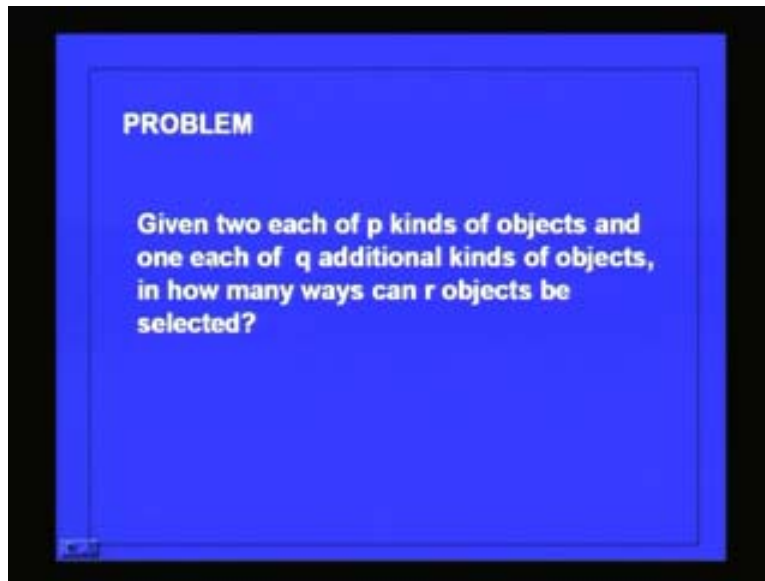 PROBLEM
Given two each of p kinds of objects and
one each of q additional kinds of objects,
in how many ways can r objects be
selected?